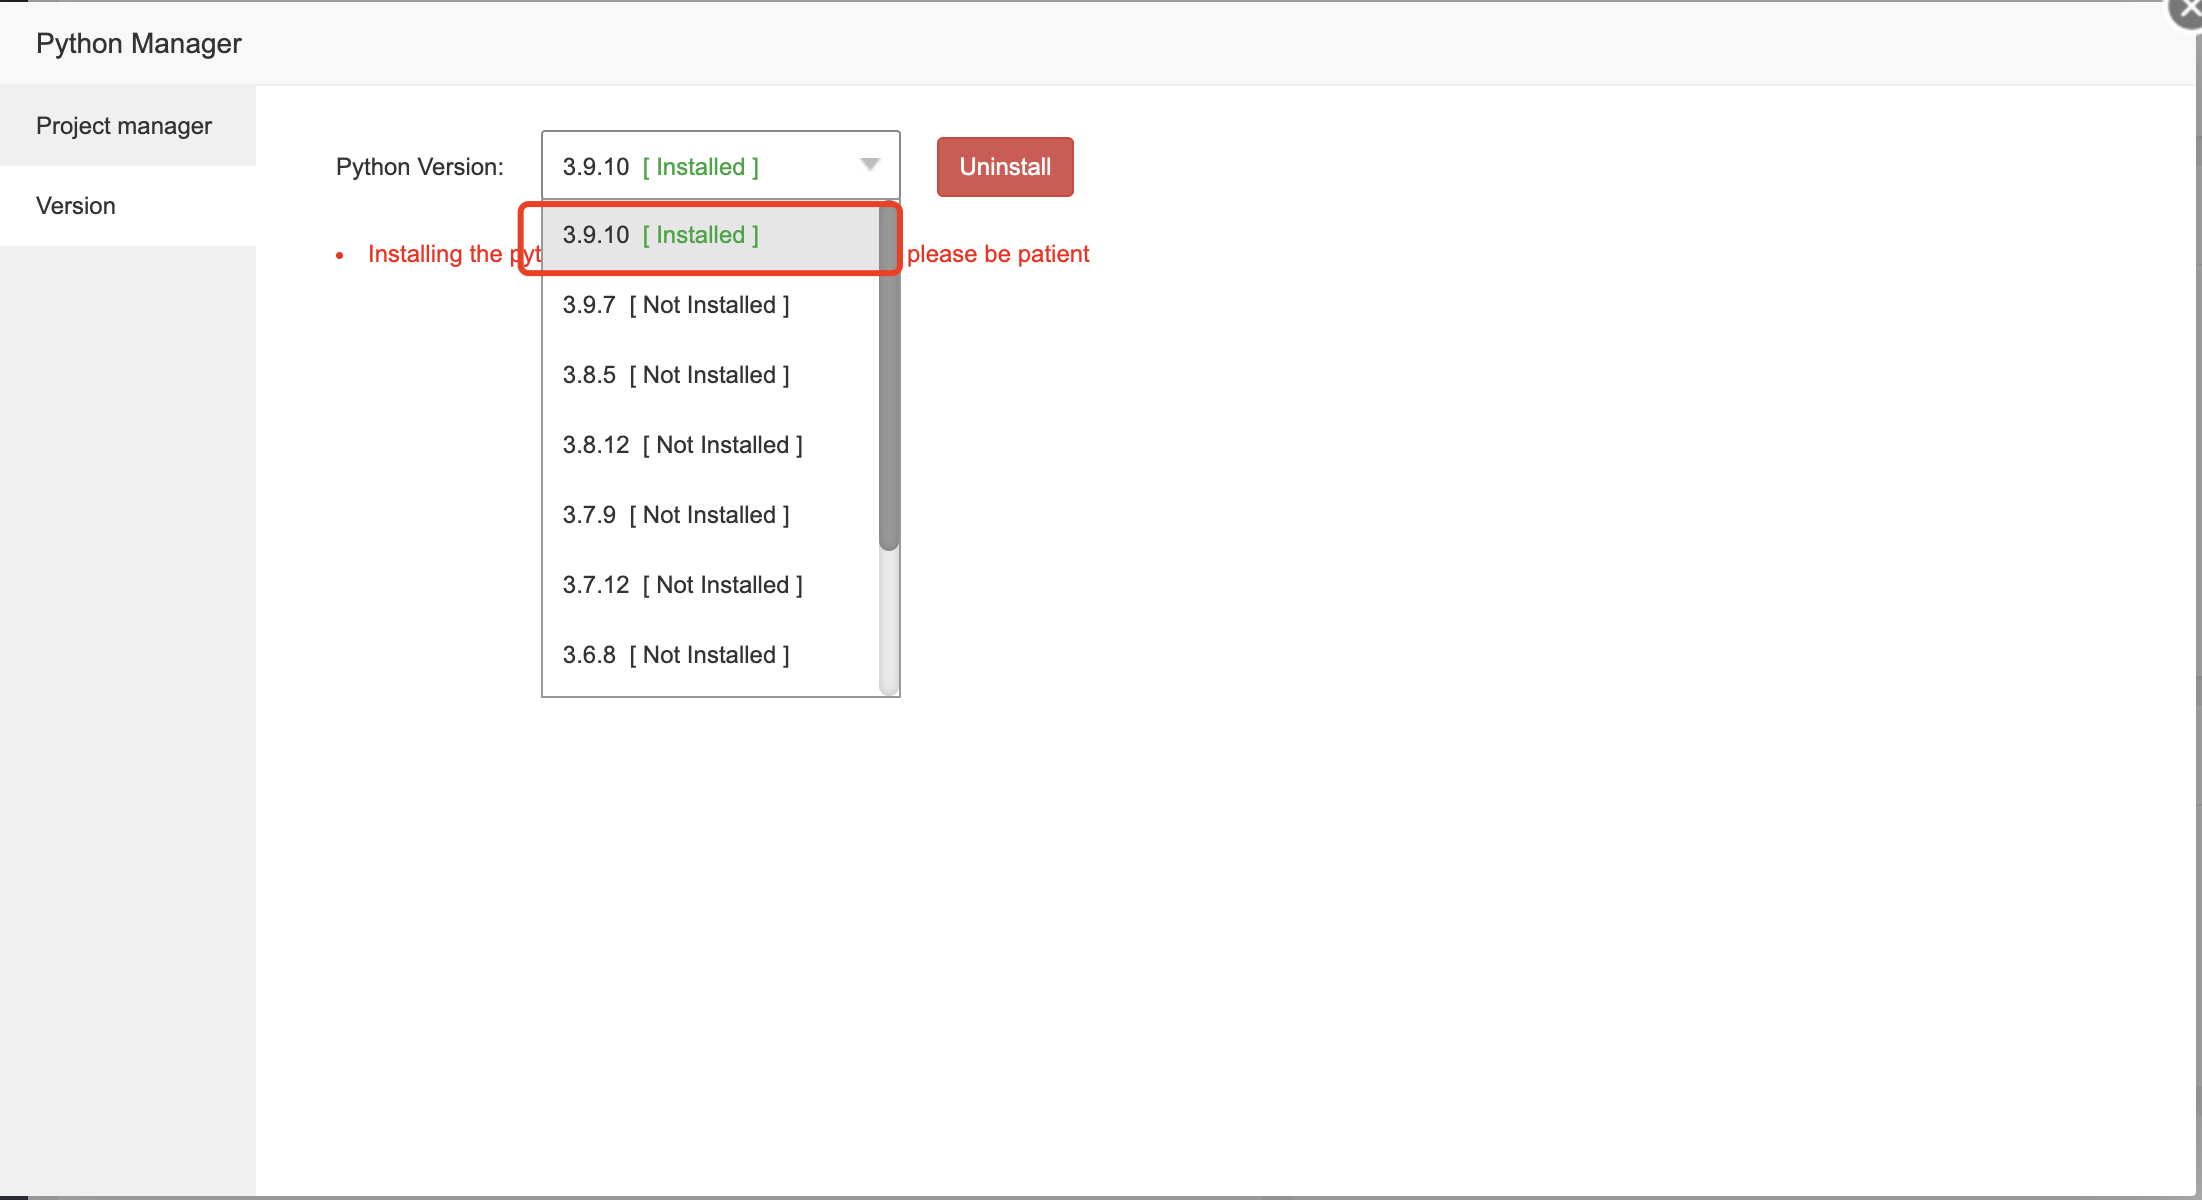 Python Manager
Project manager
Version
Python Version:
3.9.10 [ Installed ]
Uninstall
Installing the pyt
please be patient
3.9.10 [ Installed ]
3.9.7 [ Not Installed ]
3.8.5 [ Not Installed ]
3.8.12 [ Not Installed ]
3.7.9 [ Not Installed ]
3.7.12 [ Not Installed ]
3.6.8 [ Not Installed ]